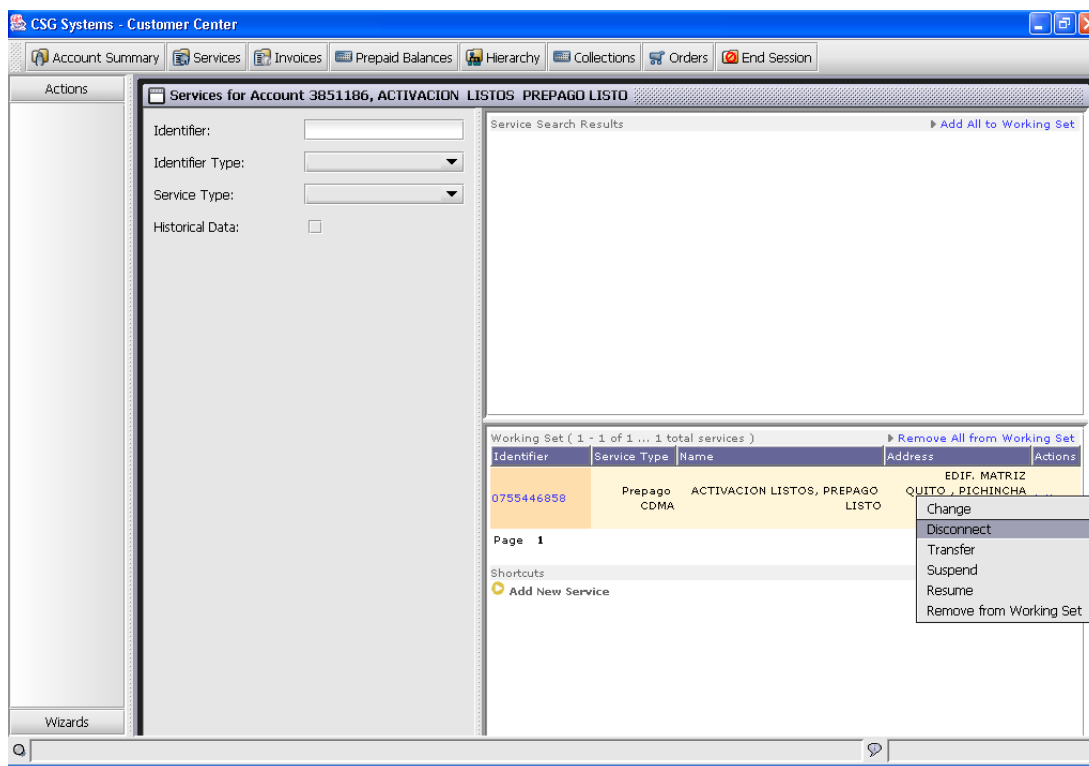 CSG Systems - Customer Center
Account Summary Services Invoices Prepaid Balances Hierarchy Collections Orders End Session
Actions
Services for Account 3851186, ACTIVACION LISTOS PREPAGO LISTO
Identifier:
Identifier Type:
Service Type:
Historical Data:
Service Search Results Add All to Working Set
Working Set ( 1 - 1 of 1 ... 1 total services ) Remove All from Working Set
Identifier Service Type Name Address Actions
0755446858 Prepago CDMA ACTIVACION LISTOS, PREPAGO LISTO EDIF. MATRIZ QUITO , PICHINCHA
Change
Disconnect
Transfer
Suspend
Resume
Remove from Working Set
Page 1
Shortcuts
Add New Service
Wizards